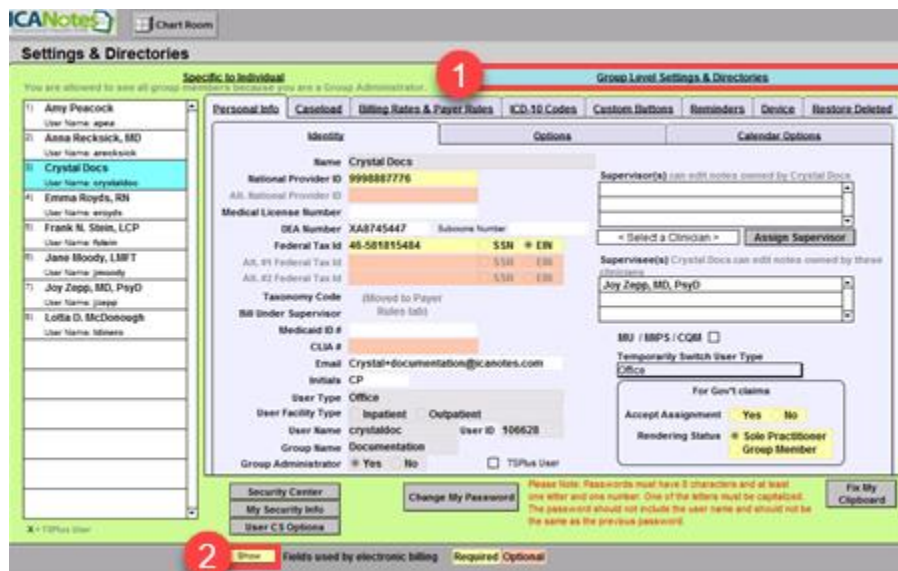 ICANotes
Chart Room
Settings & Directories
1
Specific to Individual
Group Level Settings & Directories
You are allowed to see all group members because you are a Group Administrator.
1) Amy Peacock
User Name: apea
2) Anna Recksick, MD
User Name: arecksick
3) Crystal Docs
User Name: crystaldoc
4) Emma Royds, RN
User Name: eroyds
5) Frank N. Stein, LCP
User Name: fstein
6) Jane Moody, LMFT
User Name: jmoody
7) Joy Zepp, MD, PsyD
User Name: jzepp
8) Lotta D. McDonough
User Name:
X = TSPlus User
Personal Info Caseload Billing Rates & Payer Rules ICD-10 Codes Custom Buttons Reminders Device Restore Deleted
Identity Options Calendar Options
Name Crystal Docs
National Provider ID 9998887776
Alt. National Provider ID
Medical License Number
DEA Number XA8745447 Suboxone Number
Federal Tax Id 46-581815484 SSN EIN
Alt. #1 Federal Tax Id SSN EIN
Alt. #2 Federal Tax Id SSN EIN
Taxonomy Code (Moved to Payer
Bill Under Supervisor Rules tab)
Medicaid ID #
CLIA #
Email Crystal+documentation@icanotes.com
Initials CP
User Type Office
User Facility Type Inpatient Outpatient
User Name crystaldoc User ID 106628
Group Name Documentation
Group Administrator Yes No TSPlus User
Supervisor(s) can edit notes owned by Crystal Docs
< Select a Clinician > Assign Supervisor
Supervisee(s) Crystal Docs can edit notes owned by these
clinicians
Joy Zepp, MD, PsyD
MU / MIPS / CQM
Temporarily Switch User Type
Office
For Gov't claims
Accept Assignment Yes No
Rendering Status Sole Practitioner
Group Member
Security Center
My Security Info
User CS Options
Change My Password
Please Note: Passwords must have 8 characters and at least
one letter and one number. One of the letters must be capitalized.
The password should not include the user name and should not be
the same as the previous password.
Fix My
Clipboard
2
Show Fields used by electronic billing Required Optional